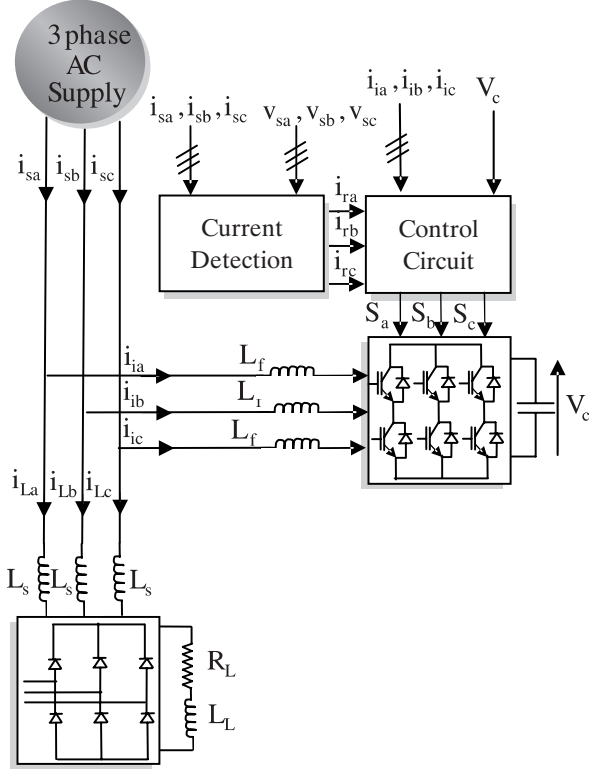 3 phase
AC
Supply
i_sa , i_sb , i_sc
v_sa , v_sb , v_sc
i_ia , i_ib , i_ic
V_c
i_sa i_sb i_sc
Current
Detection
i_ra
i_rb
i_rc
Control
Circuit
S_a S_b S_c
i_ia
L_f
i_ib
L_ı
i_ic
L_f
V_c
i_La i_Lb i_Lc
L_s L_s L_s
R_L
L_L